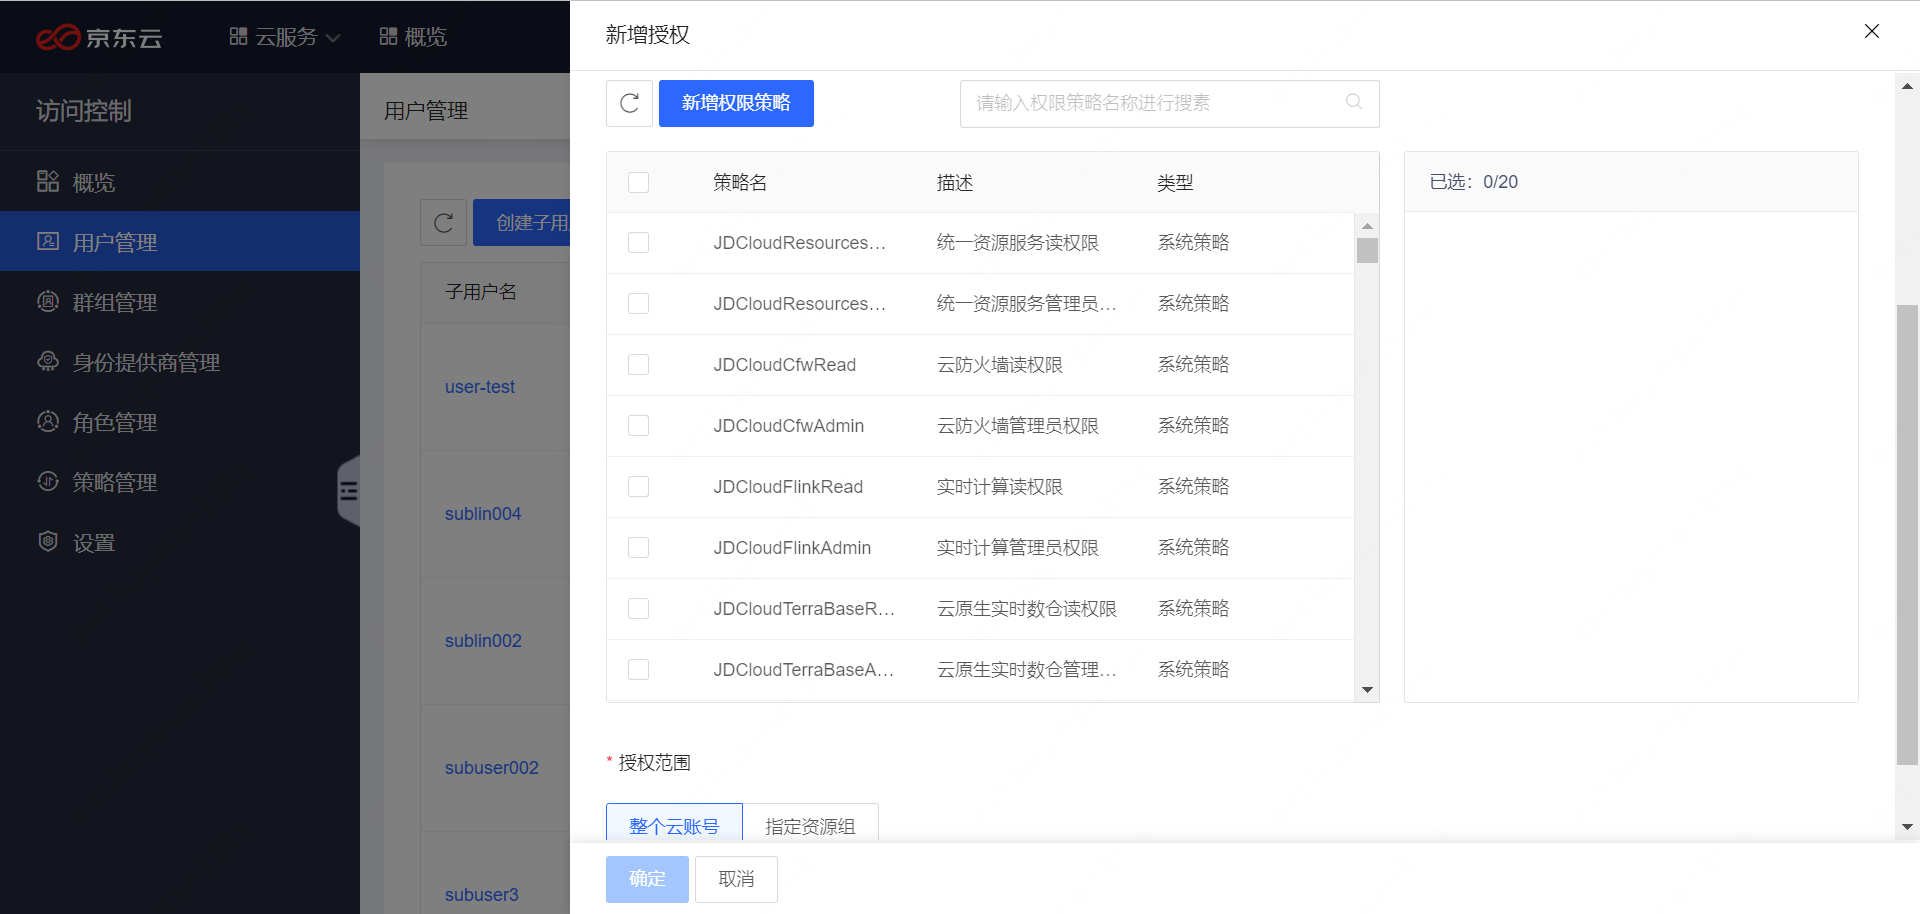 京东云
云服务
概览
访问控制
概览
用户管理
群组管理
身份提供商管理
角色管理
策略管理
设置
用户管理
创建子用
子用户名
user-test
sublin004
sublin002
subuser002
subuser3
新增授权
新增权限策略
请输入权限策略名称进行搜素
策略名 描述 类型
JDCloudResources... 统一资源服务读权限 系统策略
JDCloudResources... 统一资源服务管理员... 系统策略
JDCloudCfwRead 云防火墙读权限 系统策略
JDCloudCfwAdmin 云防火墙管理员权限 系统策略
JDCloudFlinkRead 实时计算读权限 系统策略
JDCloudFlinkAdmin 实时计算管理员权限 系统策略
JDCloudTerraBaseR... 云原生实时数仓读权限 系统策略
JDCloudTerraBaseA... 云原生实时数仓管理... 系统策略
已选：0/20
* 授权范围
整个云账号 指定资源组
确定 取消